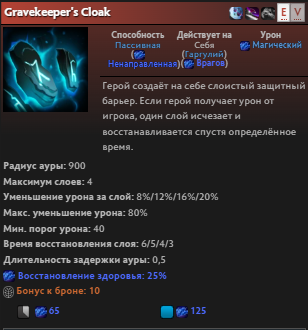 Gravekeeper's Cloak
E V
Способность Действует на Урон
Пассивная Себя Магический
( (Гаргулий)
Ненаправленная) ( Врагов)
Герой создаёт на себе слоистый защитный
барьер. Если герой получает урон от
игрока, один слой исчезает и
восстанавливается спустя определённое
время.
Радиус ауры: 900
Максимум слоев: 4
Уменьшение урона за слой: 8%/12%/16%/20%
Макс. уменьшение урона: 80%
Мин. порог урона: 40
Время восстановления слоя: 6/5/4/3
Длительность задержки ауры: 0,5
Восстановление здоровья: 25%
Бонус к броне: 10
65 125